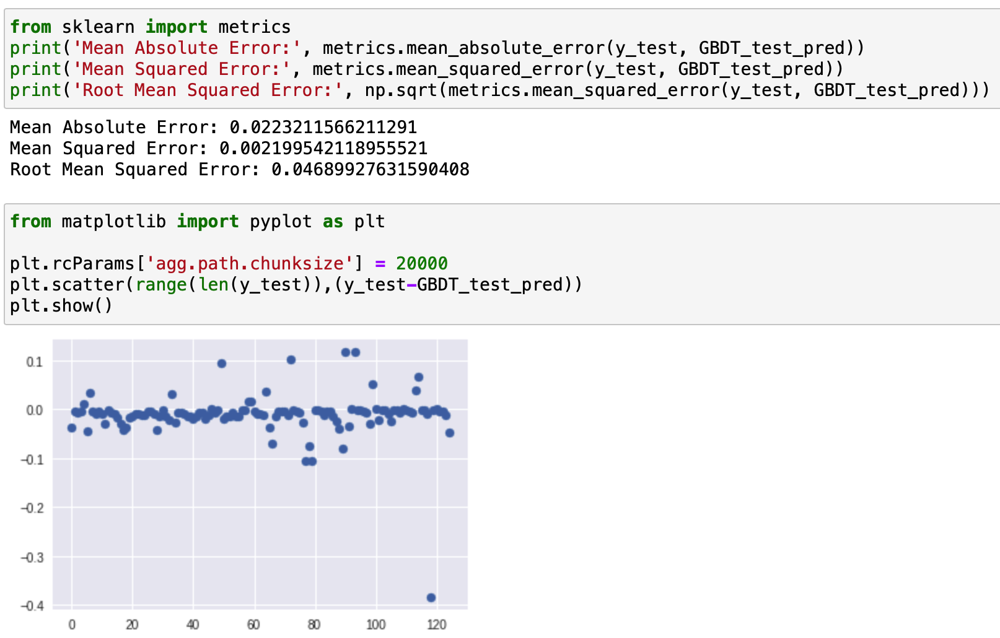 from sklearn import metrics
print('Mean Absolute Error:', metrics.mean_absolute_error(y_test, GBDT_test_pred))
print('Mean Squared Error:', metrics.mean_squared_error(y_test, GBDT_test_pred))
print('Root Mean Squared Error:', np.sqrt(metrics.mean_squared_error(y_test, GBDT_test_pred)))
Mean Absolute Error: 0.0223211566211291
Mean Squared Error: 0.002199542118955521
Root Mean Squared Error: 0.04689927631590408
from matplotlib import pyplot as plt
plt.rcParams['agg.path.chunksize'] = 20000
plt.scatter(range(len(y_test)),(y_test-GBDT_test_pred))
plt.show()
0.1
0.0
−0.1
−0.2
−0.3
−0.4
0 20 40 60 80 100 120